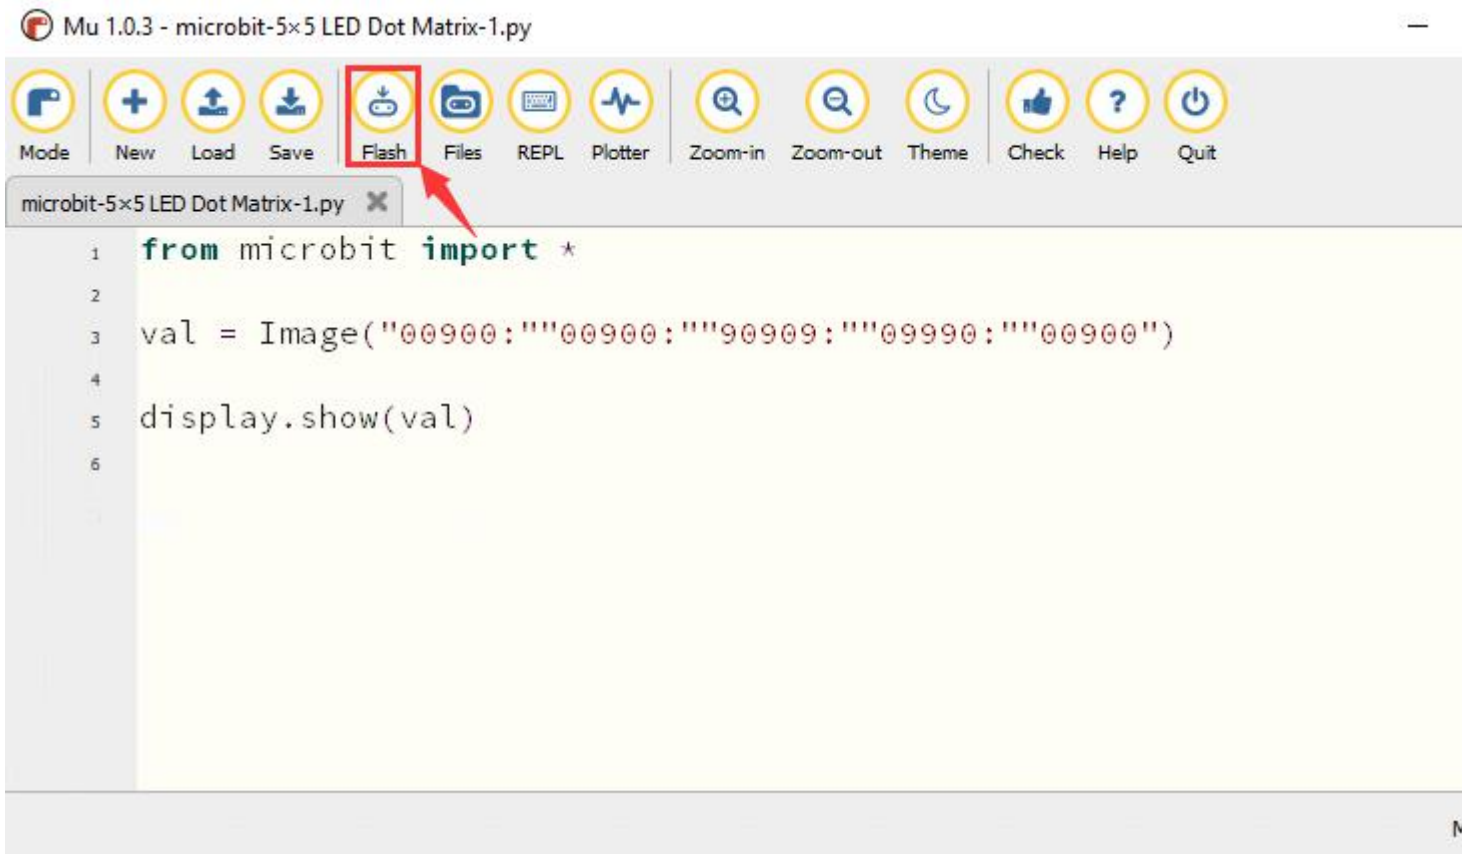 Mu 1.0.3 - microbit-5×5 LED Dot Matrix-1.py
Mode New Load Save Flash Files REPL Plotter Zoom-in Zoom-out Theme Check Help Quit
microbit-5×5 LED Dot Matrix-1.py
1 from microbit import *
2
3 val = Image("00900:""00900:""90909:""09990:""00900")
4
5 display.show(val)
6